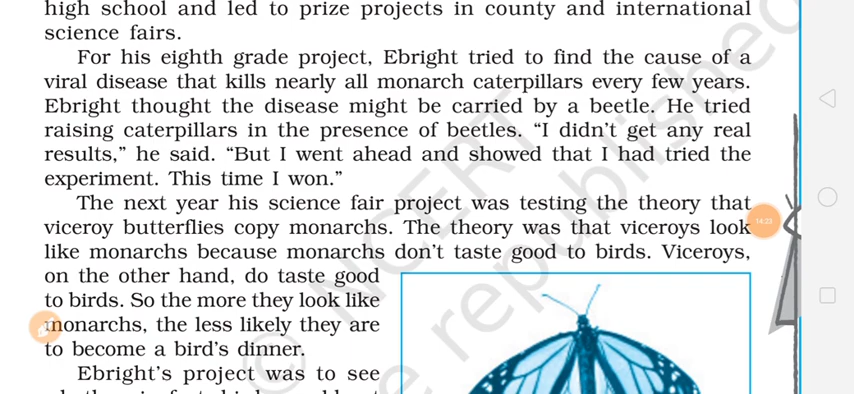 high school and led to prize projects in county and international
science fairs.
For his eighth grade project, Ebright tried to find the cause of a
viral disease that kills nearly all monarch caterpillars every few years.
Ebright thought the disease might be carried by a beetle. He tried
raising caterpillars in the presence of beetles. “I didn’t get any real
results,” he said. “But I went ahead and showed that I had tried the
experiment. This time I won.”
The next year his science fair project was testing the theory that
viceroy butterflies copy monarchs. The theory was that viceroys look
like monarchs because monarchs don’t taste good to birds. Viceroys,
on the other hand, do taste good
to birds. So the more they look like
monarchs, the less likely they are
to become a bird’s dinner.
Ebright’s project was to see
14:23
© NCERT
be republished